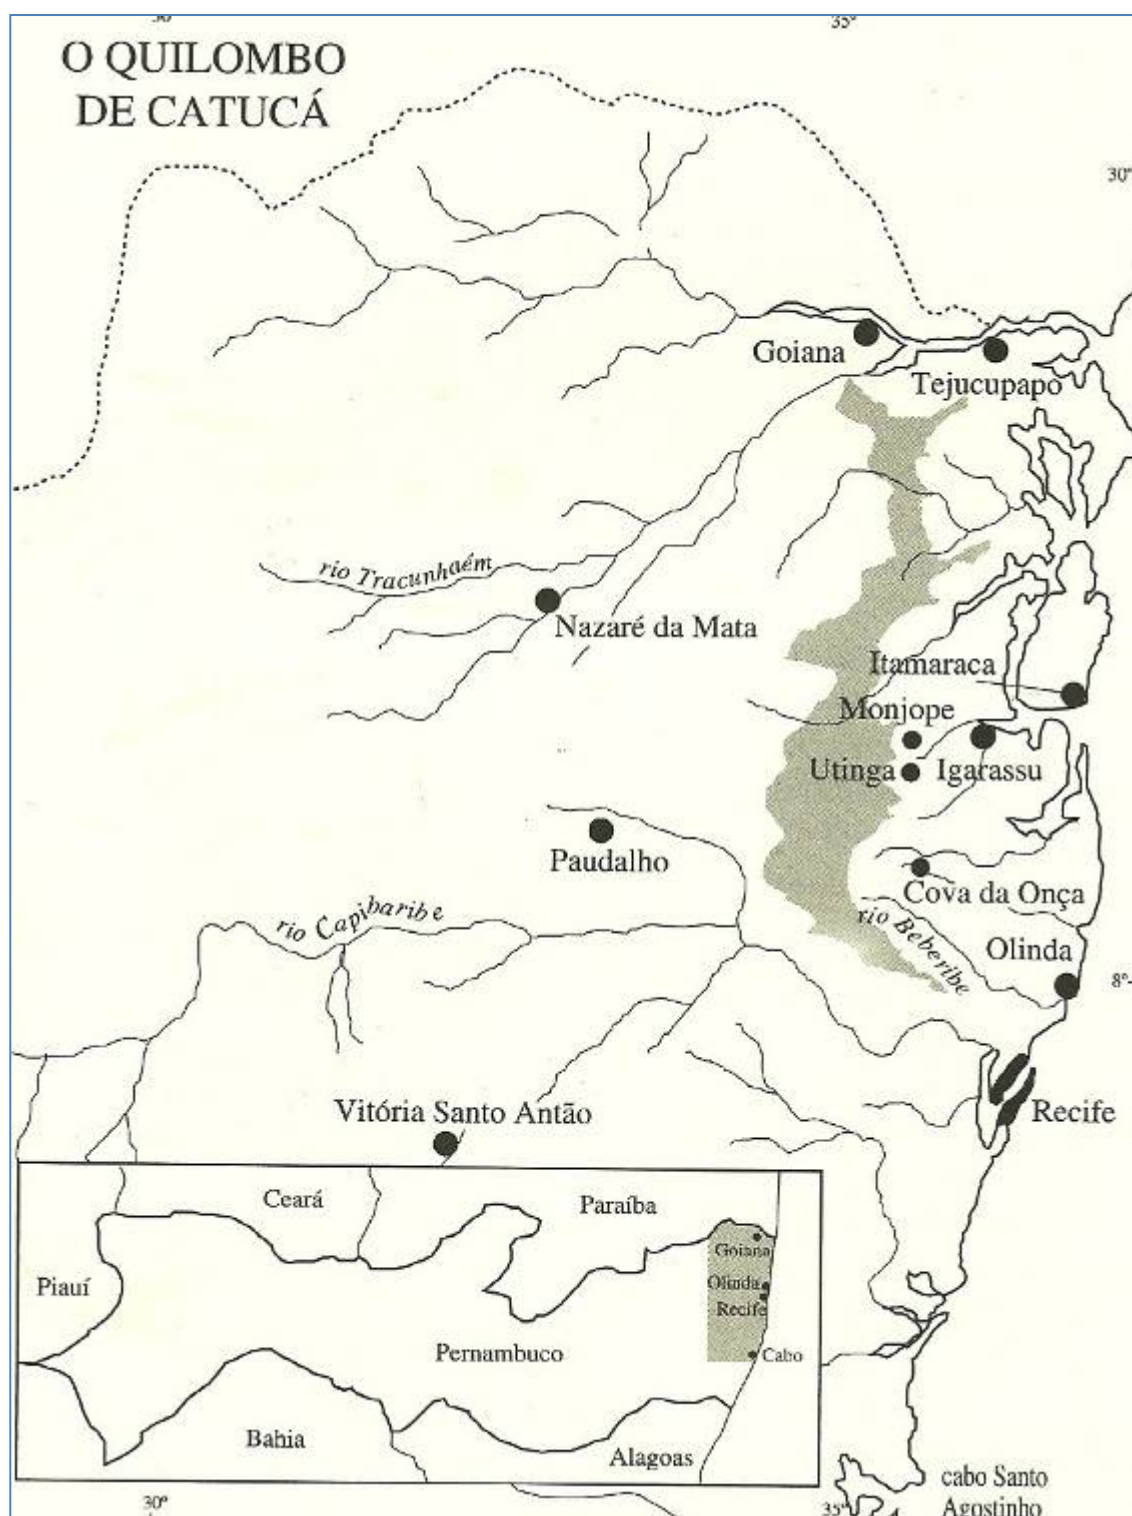 30°
35°
O QUILOMBO
DE CATUCÁ
30°
Goiana
Tejucupapo
rio Tracunhaém
Nazaré da Mata
Itamaraca
Monjope
Utinga
Igarassu
Paudalho
Cova da Onça
rio Capibaribe
rio Beberibe
Olinda
8°
Vitória Santo Antão
Recife
Ceará
Paraíba
Goiana
Piauí
Olinda
Recife
Pernambuco
Cabo
Bahia
Alagoas
cabo Santo
Agostinho
30°
35°